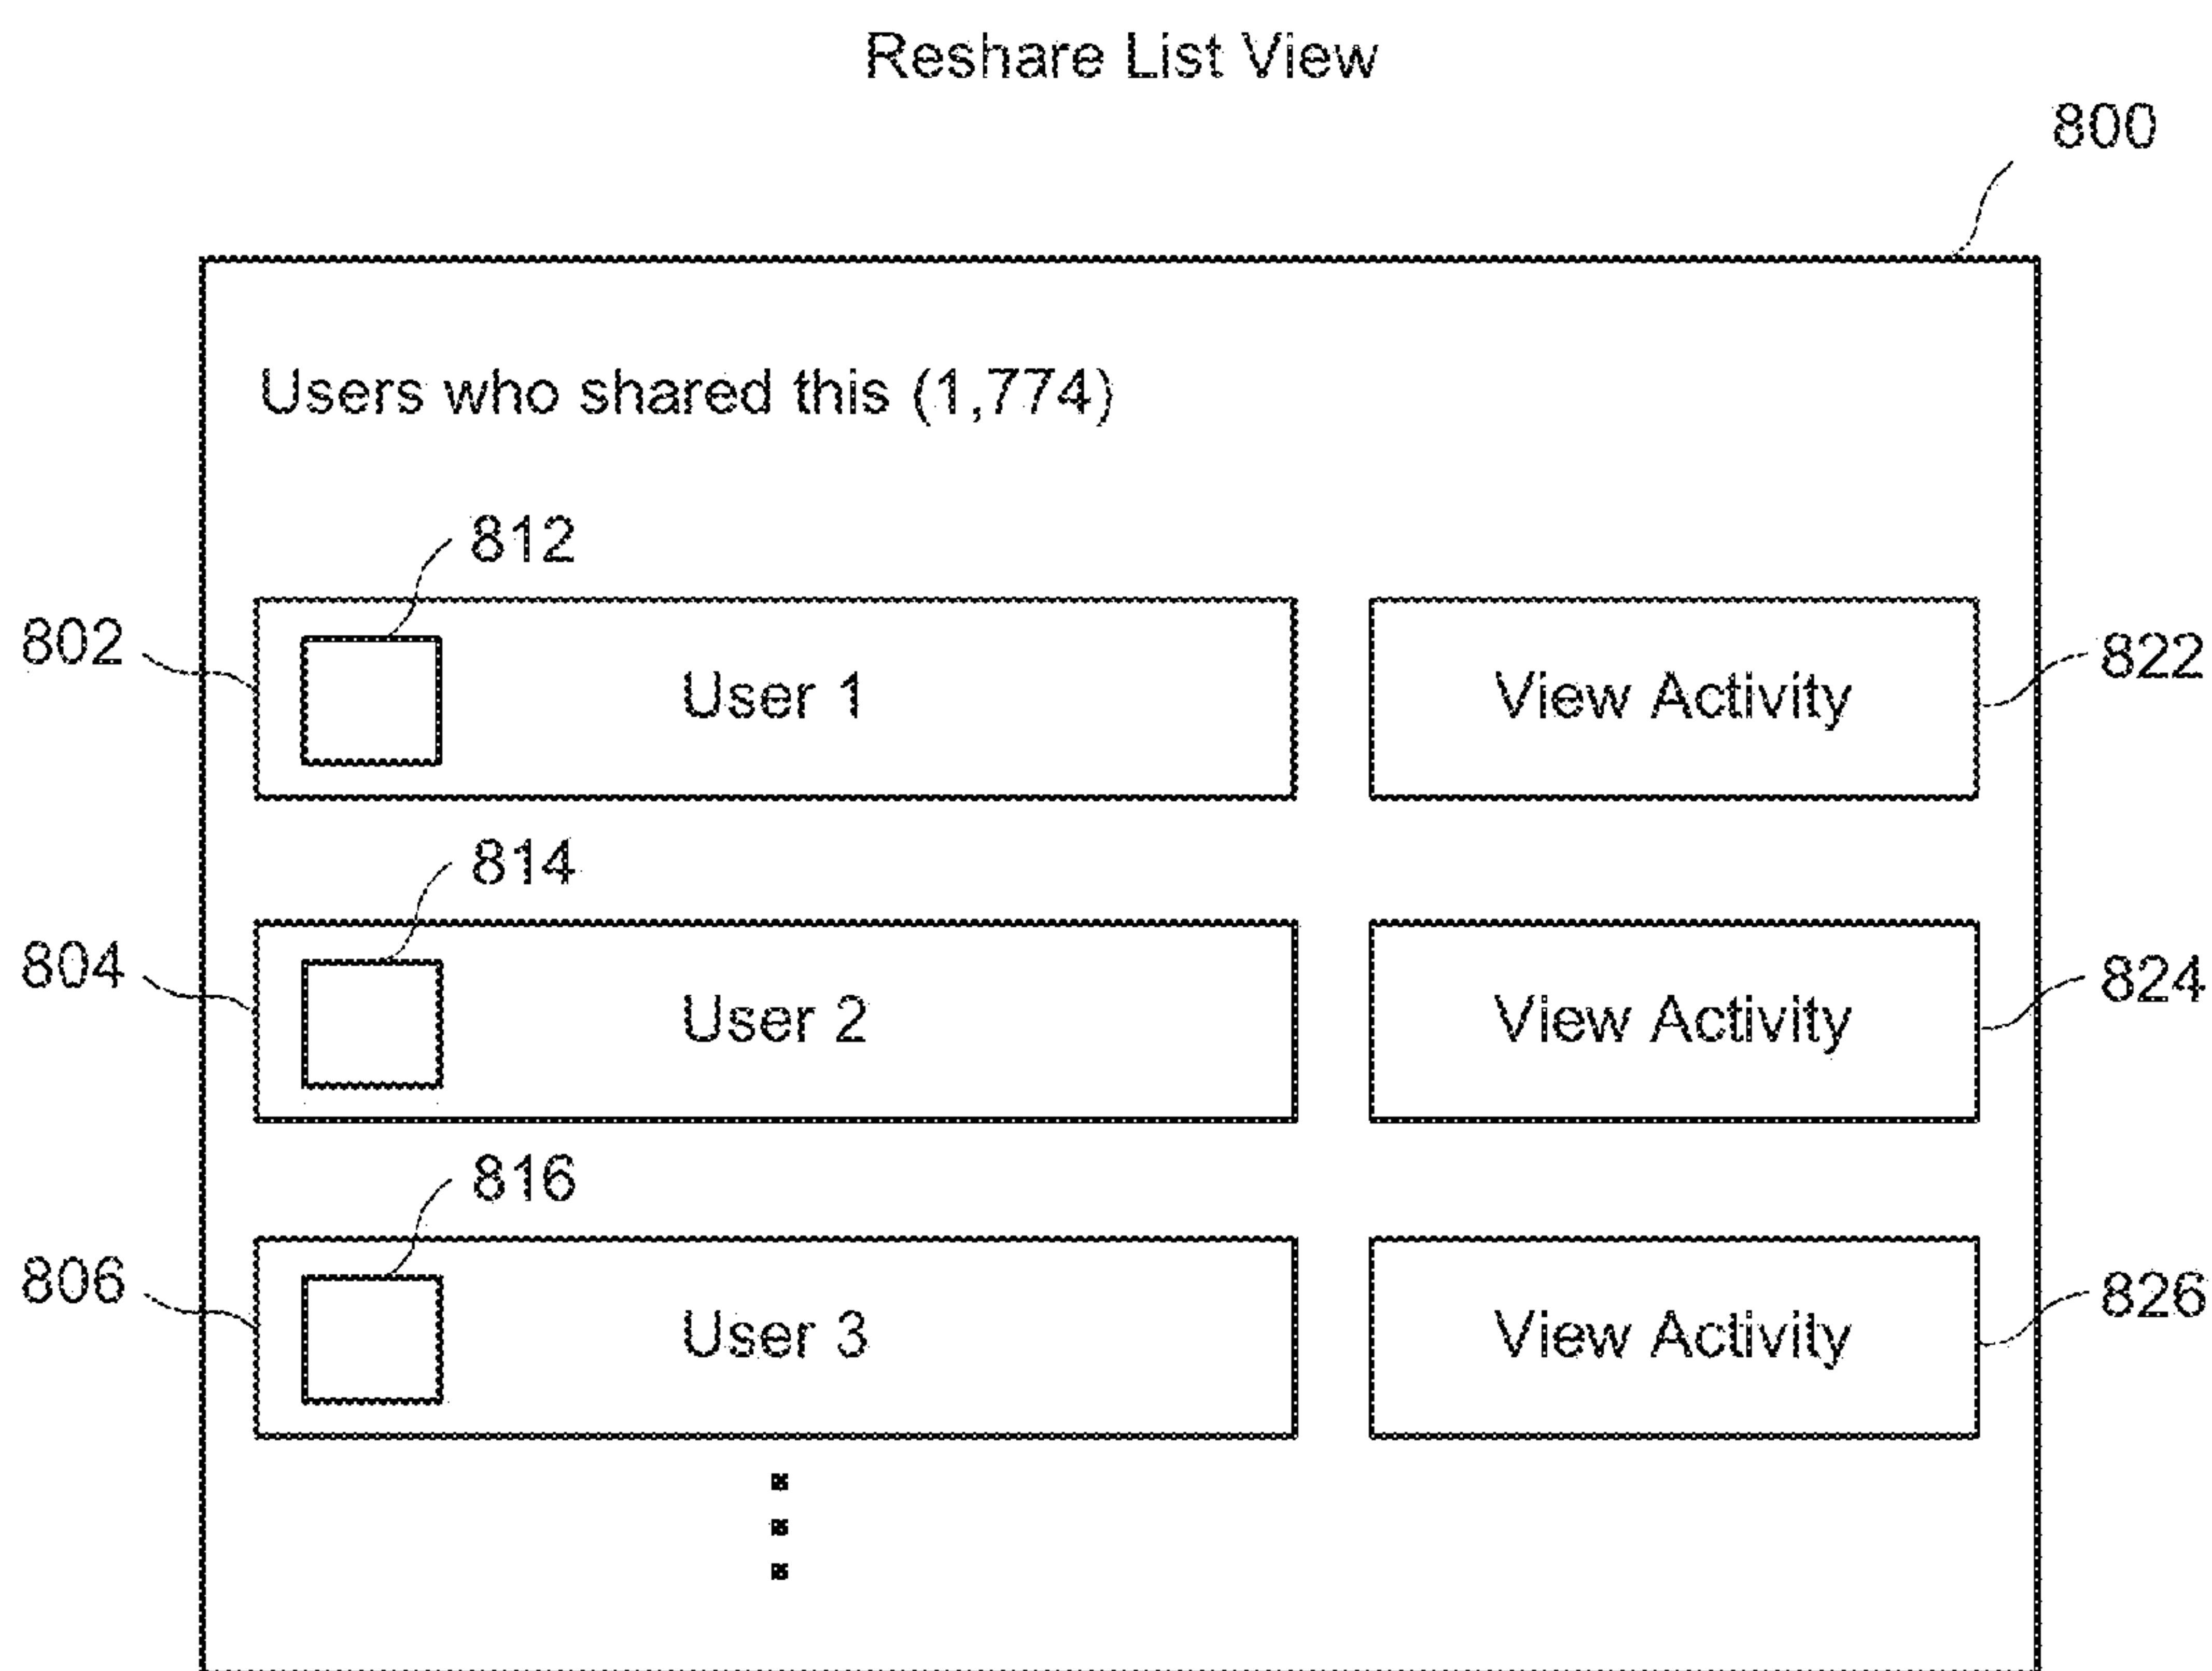 Reshare List View
800
Users who shared this (1,774)
812
802
User 1
View Activity
822
814
804
User 2
View Activity
824
816
806
User 3
View Activity
826